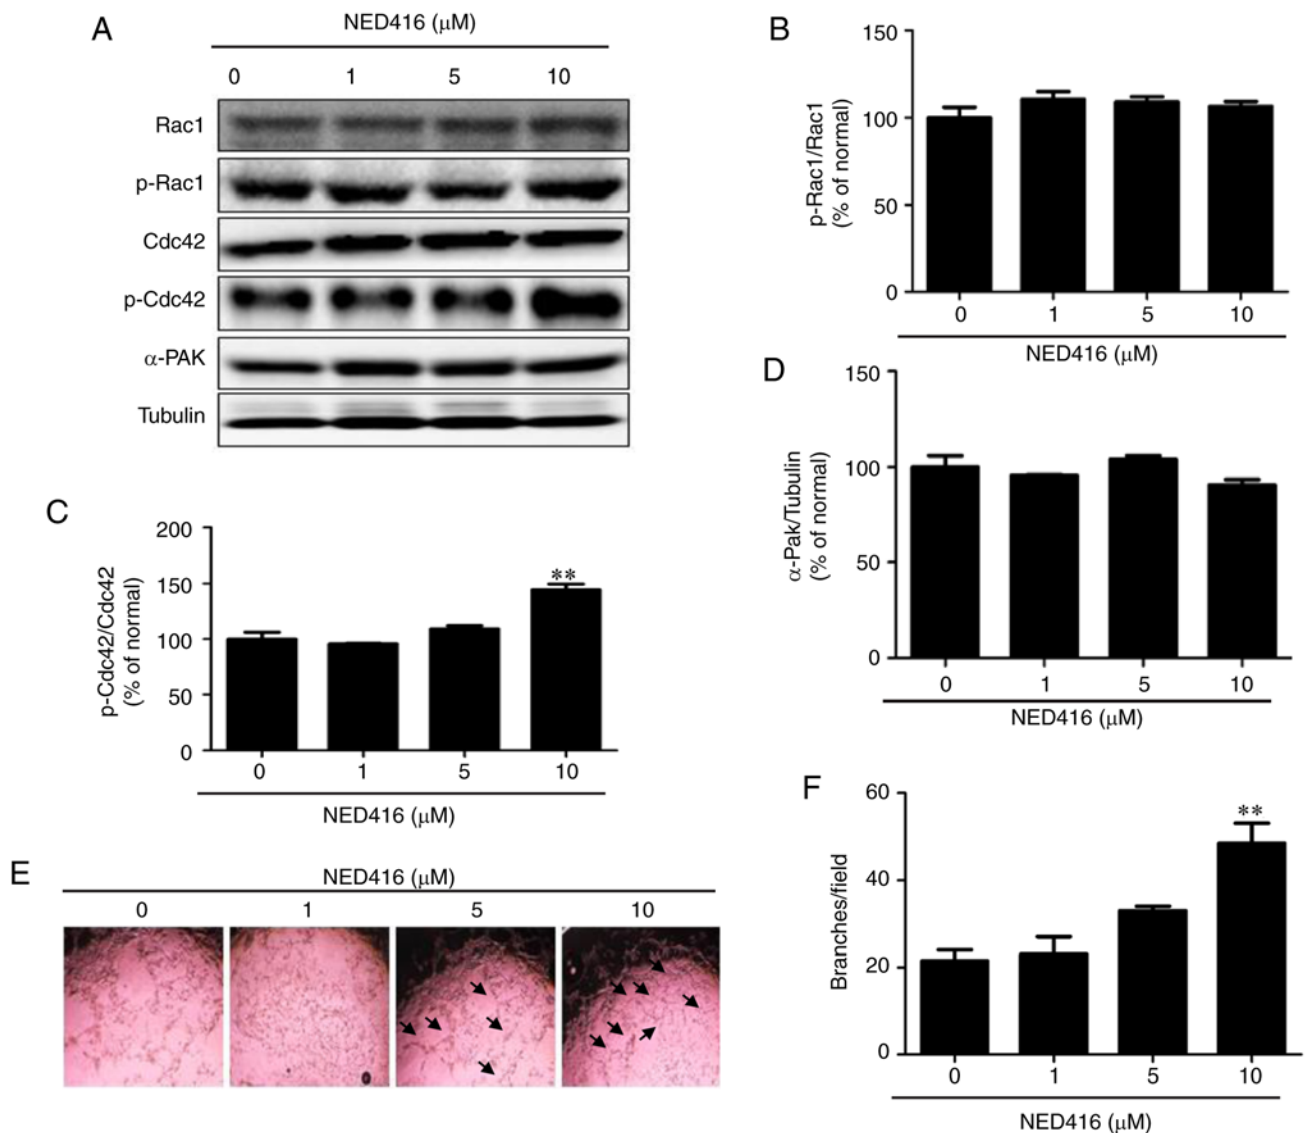 A
NED416 (μM)
0 1 5 10
Rac1
p-Rac1
Cdc42
p-Cdc42
α-PAK
Tubulin
B
p-Rac1/Rac1
(% of normal)
150
100
50
0
0 1 5 10
NED416 (μM)
C
p-Cdc42/Cdc42
(% of normal)
200
150
100
50
0
**
0 1 5 10
NED416 (μM)
D
α-Pak/Tubulin
(% of normal)
150
100
50
0
0 1 5 10
NED416 (μM)
E
NED416 (μM)
0 1 5 10
F
Branches/field
60
40
20
0
**
0 1 5 10
NED416 (μM)